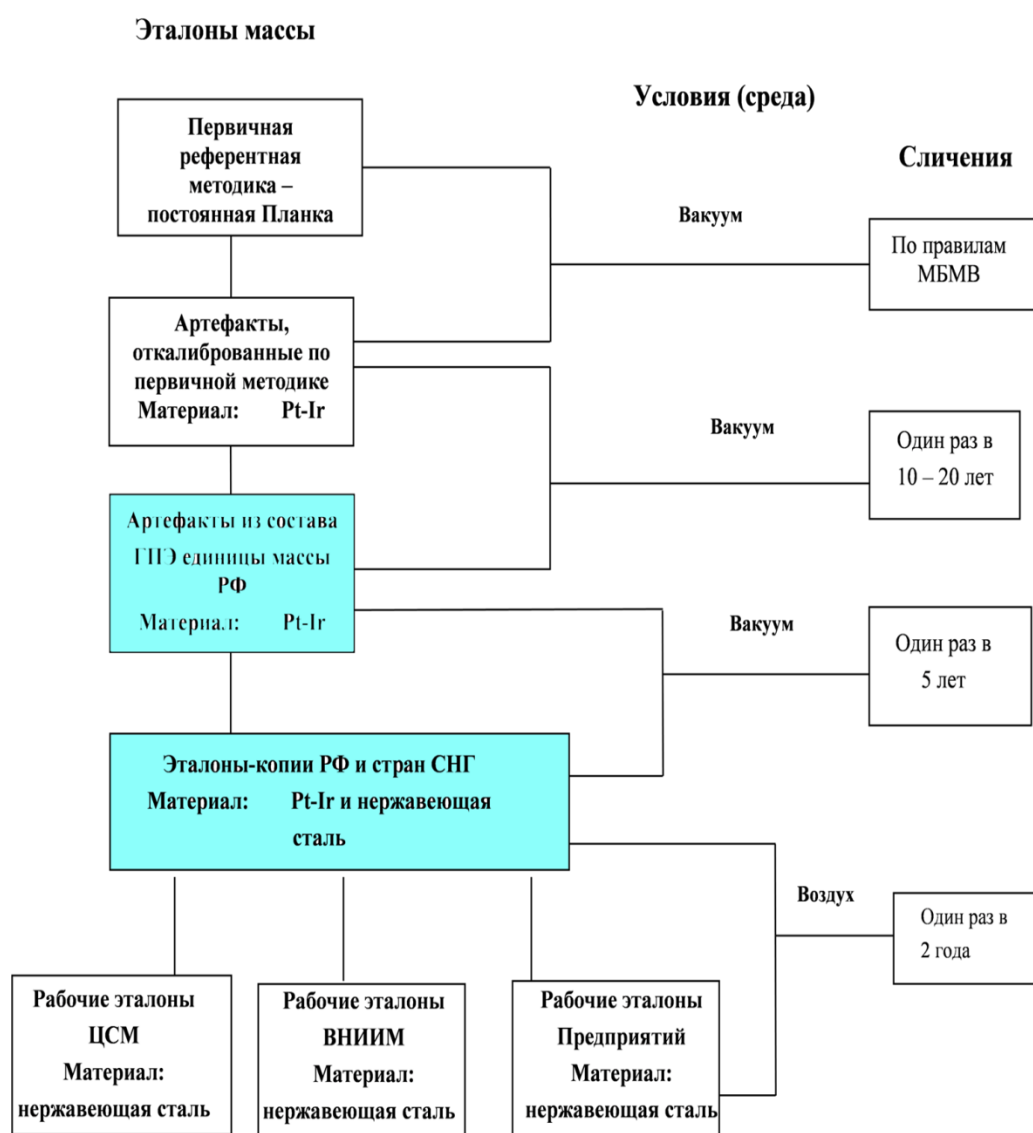 Эталоны массы
Условия (среда)
Сличения
Первичная
референтная
методика –
постоянная Планка
Вакуум
По правилам
МБМВ
Артефакты,
откалиброванные по
первичной методике
Материал: Pt-Ir
Вакуум
Один раз в
10 – 20 лет
Артефакты из состава
ГПЭ единицы массы
РФ
Материал: Pt-Ir
Вакуум
Один раз в
5 лет
Эталоны-копии РФ и стран СНГ
Материал: Pt-Ir и нержавеющая
сталь
Воздух
Один раз в
2 года
Рабочие эталоны
ЦСМ
Материал:
нержавеющая сталь
Рабочие эталоны
ВНИИМ
Материал:
нержавеющая сталь
Рабочие эталоны
Предприятий
Материал:
нержавеющая сталь